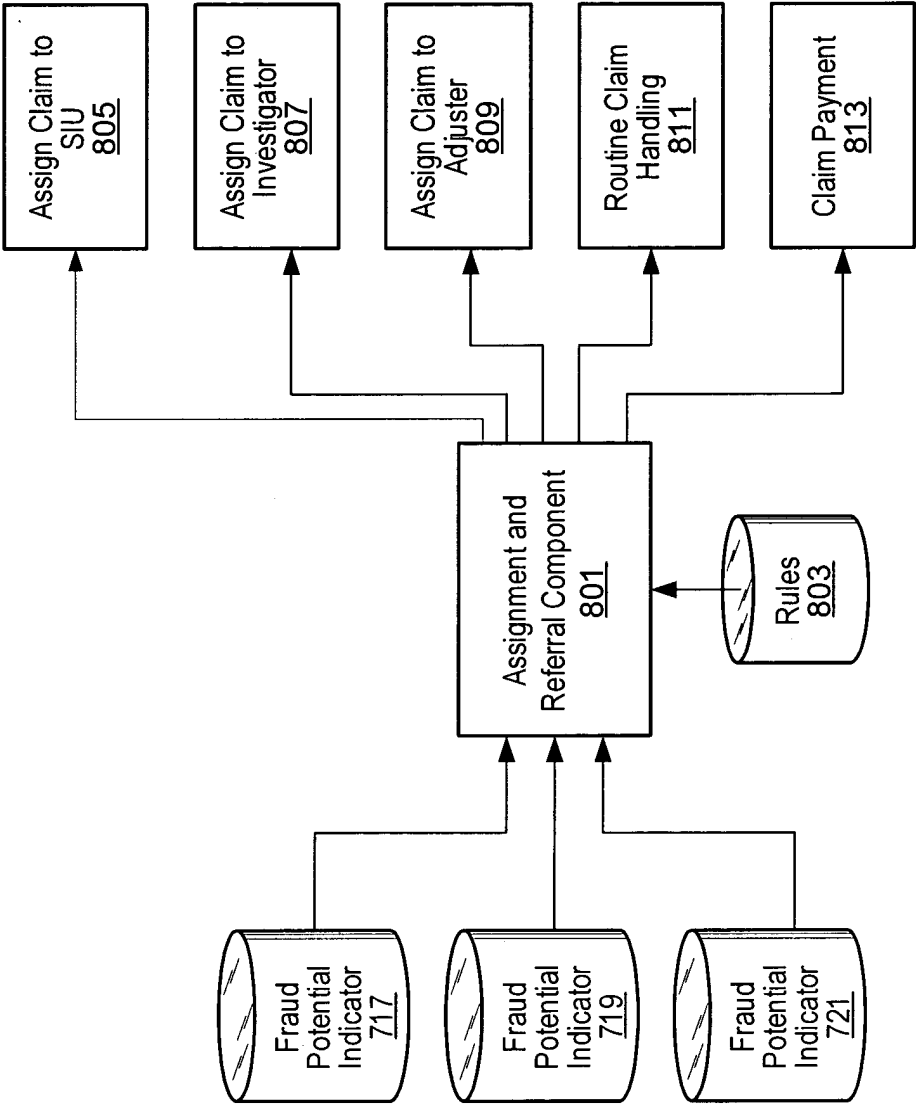 Fraud
Potential
Indicator
717
Fraud
Potential
Indicator
719
Fraud
Potential
Indicator
721
Assignment and
Referral Component
801
Rules
803
Assign Claim to
SIU
805
Assign Claim to
Investigator
807
Assign Claim to
Adjuster
809
Routine Claim
Handling
811
Claim Payment
813